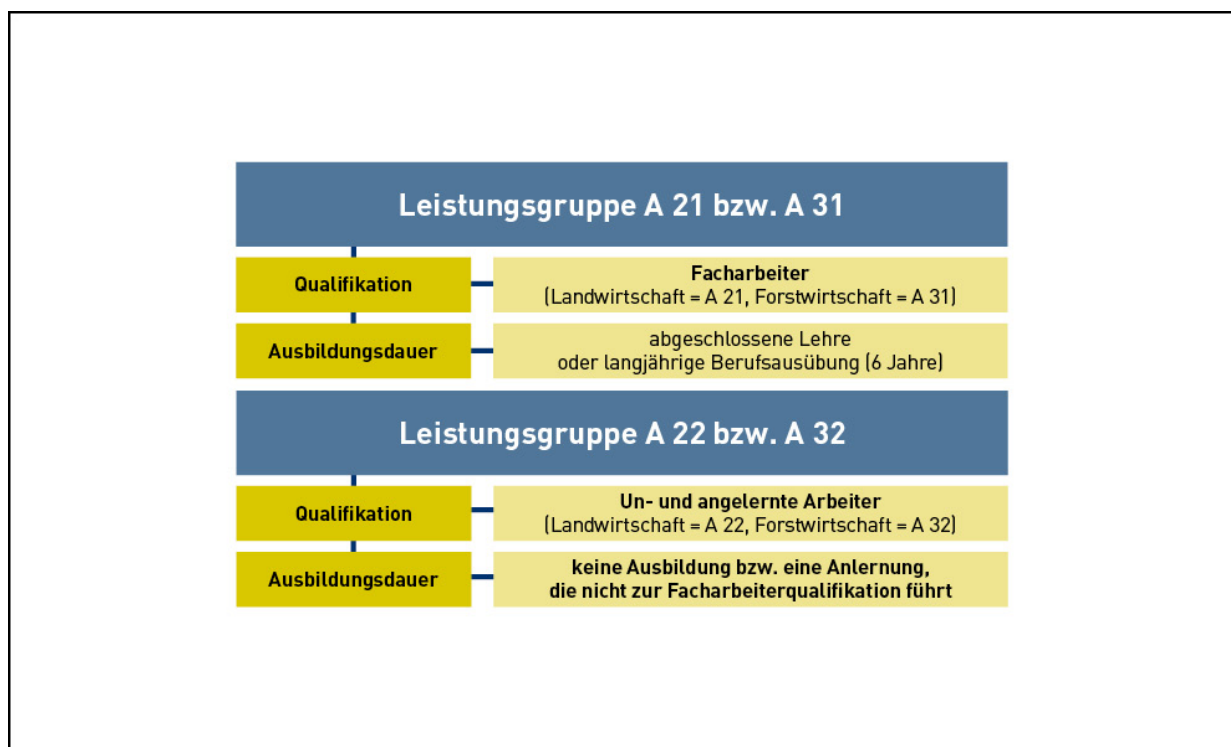 Leistungsgruppe A 21 bzw. A 31
Qualifikation
Facharbeiter
(Landwirtschaft = A 21, Forstwirtschaft = A 31)
Ausbildungsdauer
abgeschlossene Lehre
oder langjährige Berufsausübung (6 Jahre)
Leistungsgruppe A 22 bzw. A 32
Qualifikation
Un- und angelernte Arbeiter
(Landwirtschaft = A 22, Forstwirtschaft = A 32)
Ausbildungsdauer
keine Ausbildung bzw. eine Anlernung,
die nicht zur Facharbeiterqualifikation führt